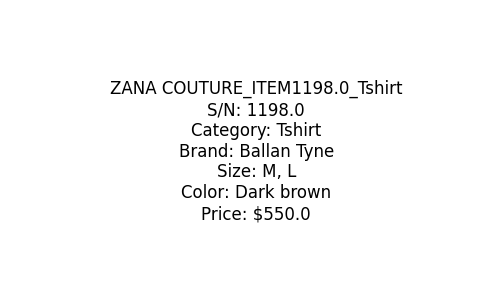 ZANA COUTURE_ITEM1198.0_Tshirt
S/N: 1198.0
Category: Tshirt
Brand: Ballan Tyne
Size: M, L
Color: Dark brown
Price: $550.0